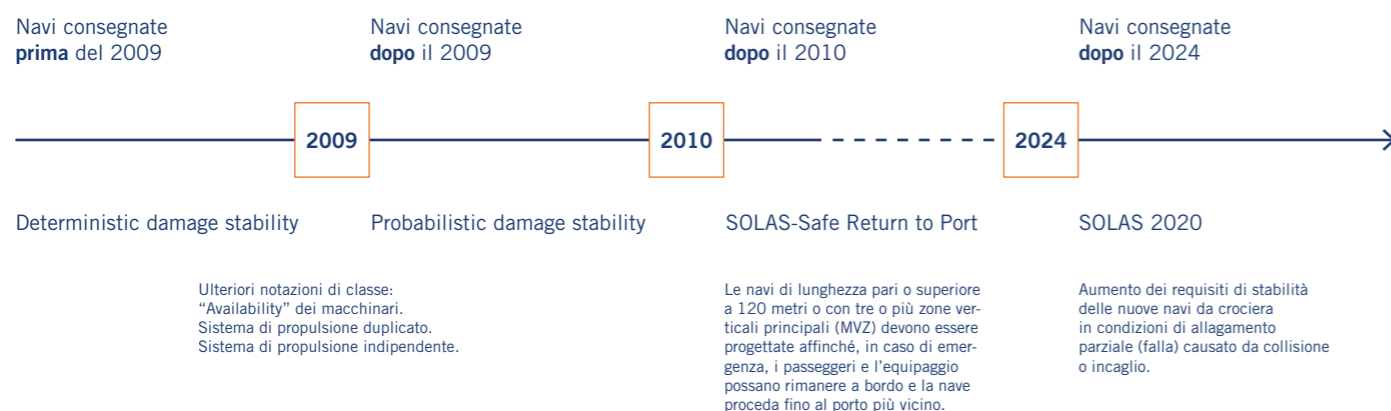 Navi consegnate
prima del 2009
Navi consegnate
dopo il 2009
Navi consegnate
dopo il 2010
Navi consegnate
dopo il 2024
2009
2010
2024
Deterministic damage stability
Probabilistic damage stability
SOLAS-Safe Return to Port
SOLAS 2020
Ulteriori notazioni di classe:
“Availability” dei macchinari.
Sistema di propulsione duplicato.
Sistema di propulsione indipendente.
Le navi di lunghezza pari o superiore
a 120 metri o con tre o più zone ver-
ticali principali (MVZ) devono essere
progettate affinché, in caso di emer-
genza, i passeggeri e l’equipaggio
possano rimanere a bordo e la nave
proceda fino al porto più vicino.
Aumento dei requisiti di stabilità
delle nuove navi da crociera
in condizioni di allagamento
parziale (falla) causato da collisione
o incaglio.